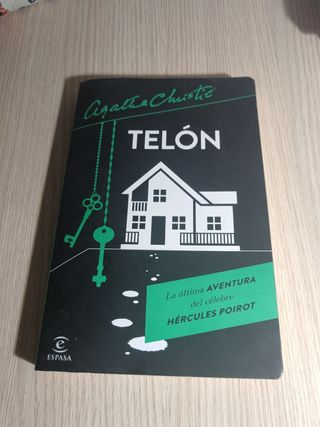 Agatha Christie
TELÓN
La última AVENTURA
del célebre
HÉRCULES POIROT
e
ESPASA